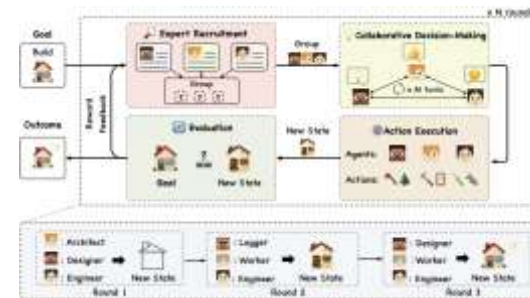 Goal
Build
Outcome
Reward
Feedback
Expert Recruitment
Group
Group
Collaborative Decision-Making
Evaluation
Goal
New State
New State
Action Execution
Agents:
Actions:
: Architect
: Designer
: Engineer
New State
Round 1
: Logger
: Worker
: Engineer
New State
Round 2
: Designer
: Worker
: Engineer
New State
Round 3